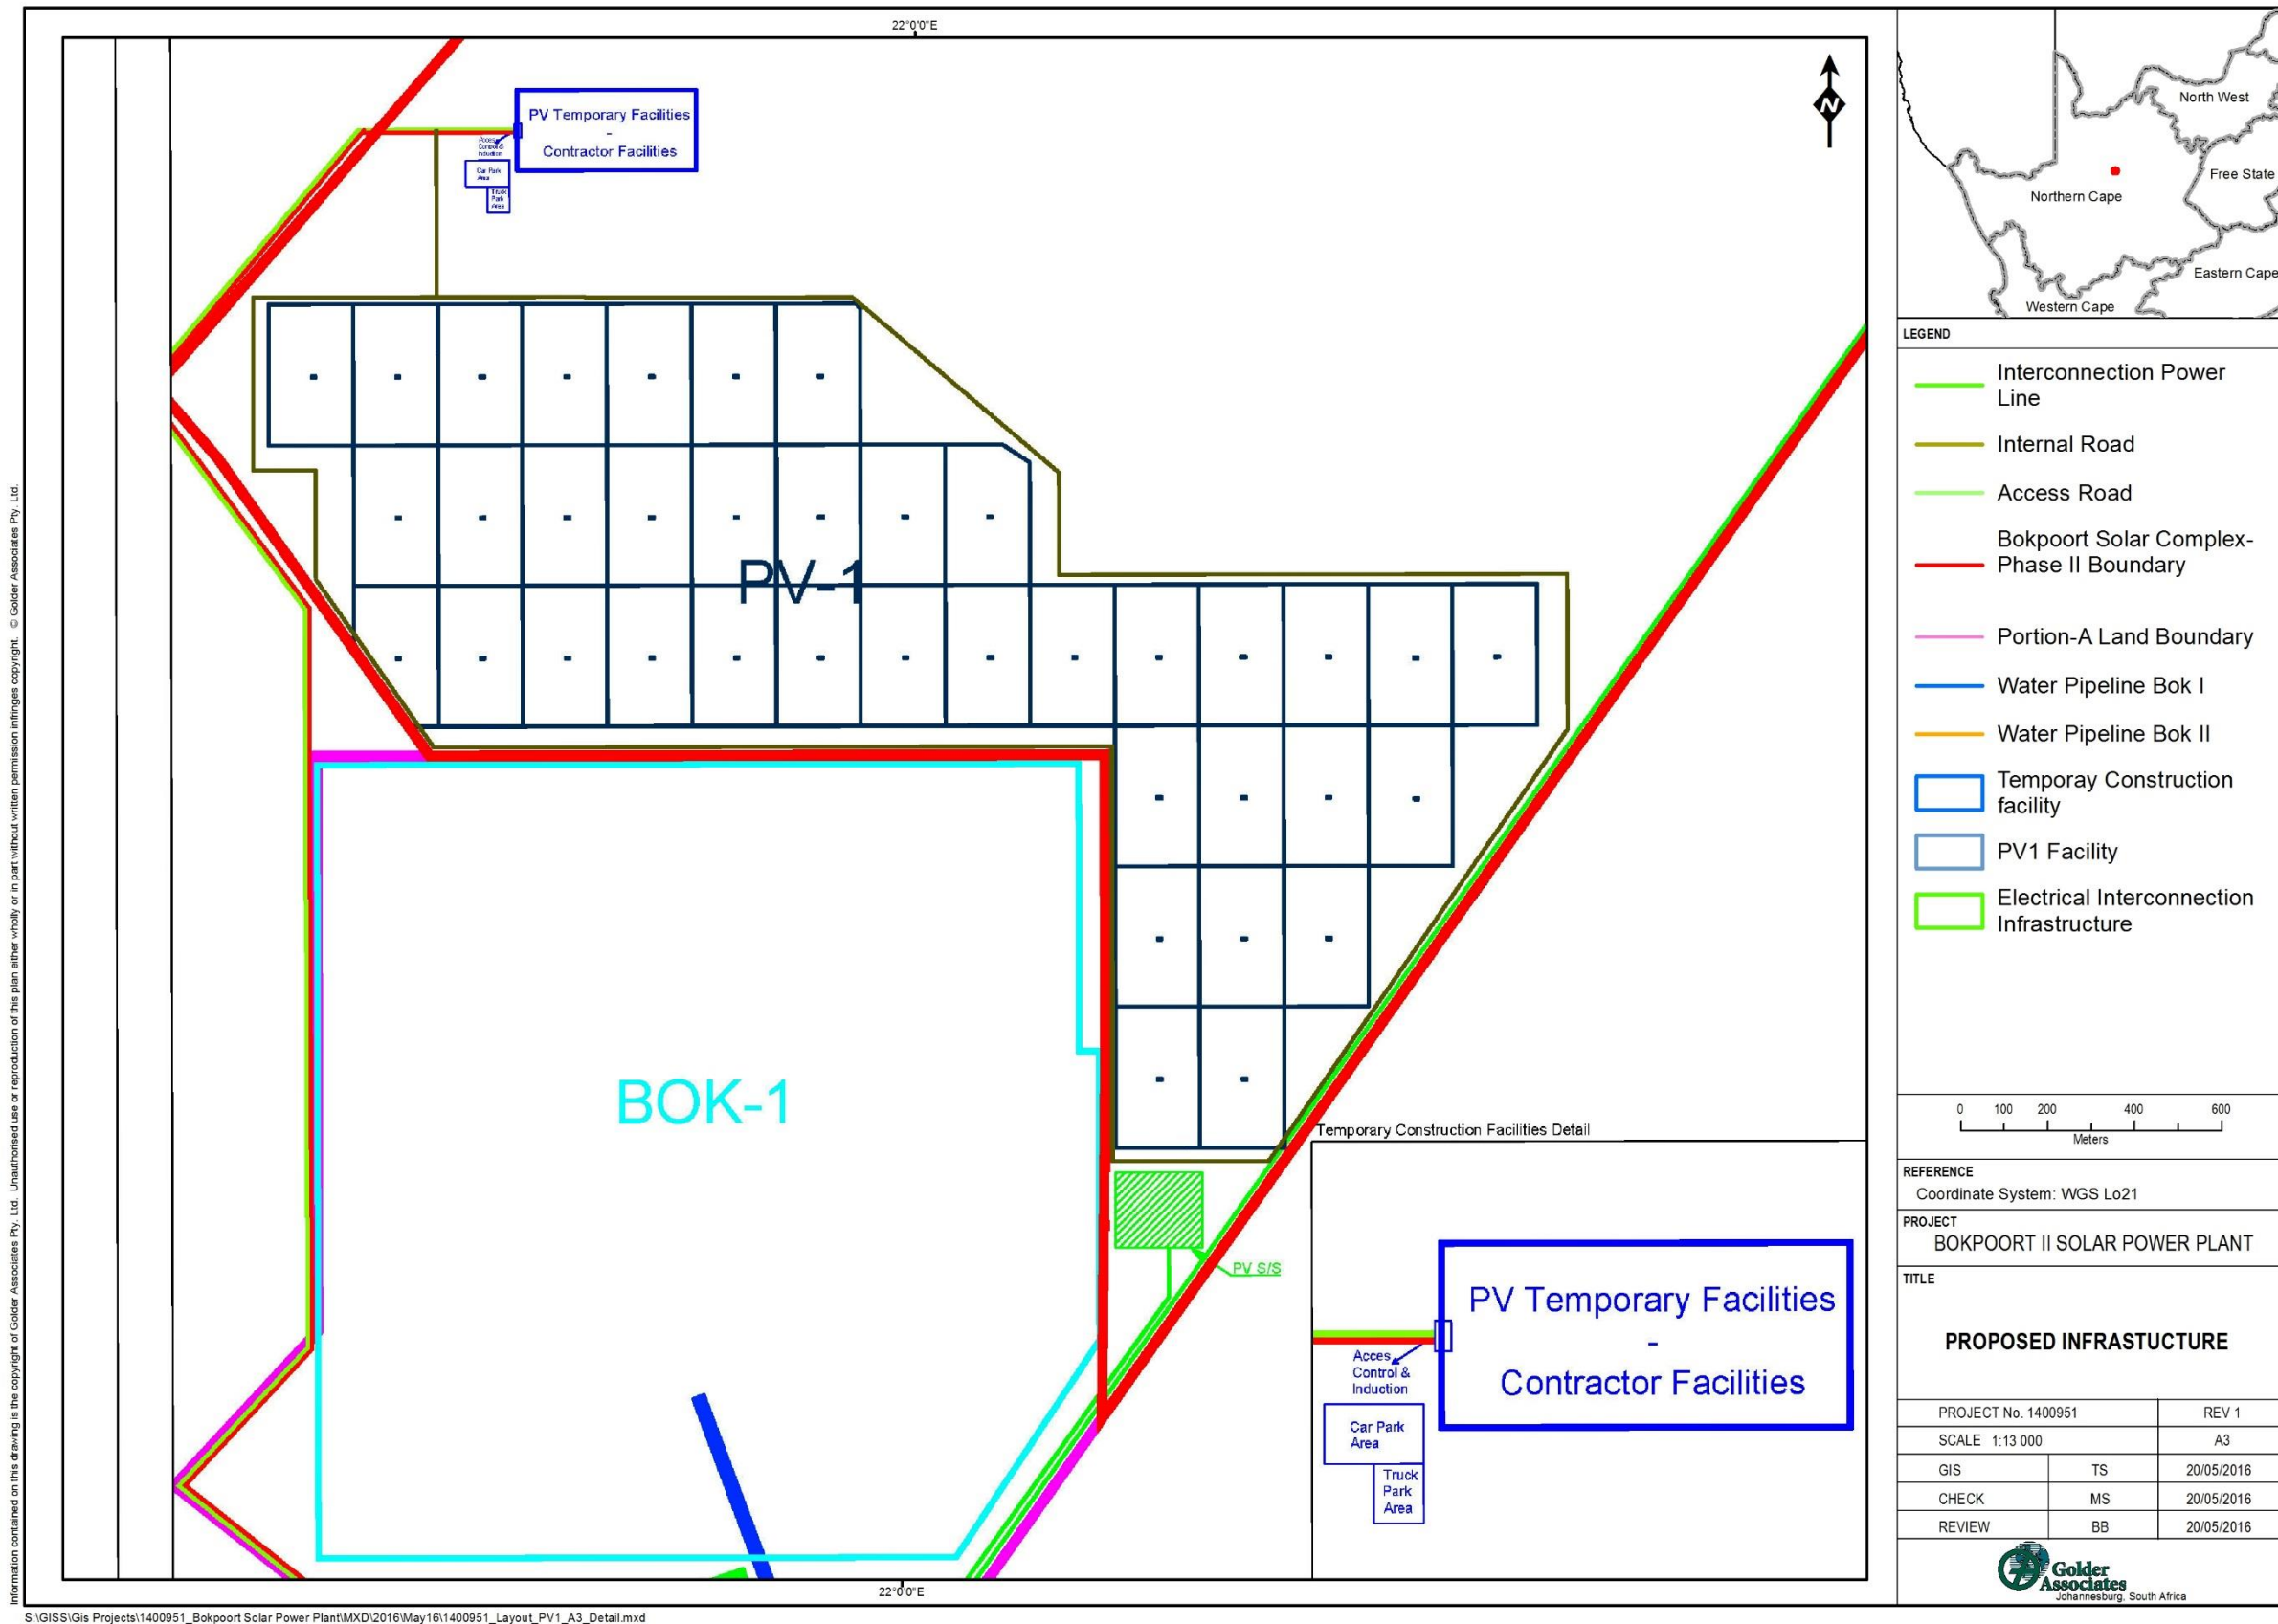 22°0'0"E
PV Temporary Facilities
-
Contractor Facilities
Acces
Control &
Induction
Car Park
Area
Truck
Park
Area
N
PV-1
BOK-1
PV S/S
Temporary Construction Facilities Detail
PV Temporary Facilities
-
Contractor Facilities
Acces
Control &
Induction
Car Park
Area
Truck
Park
Area
22°0'0"E
North West
Free State
Northern Cape
Eastern Cape
Western Cape
LEGEND
Interconnection Power
Line
Internal Road
Access Road
Bokpoort Solar Complex-
Phase II Boundary
Portion-A Land Boundary
Water Pipeline Bok I
Water Pipeline Bok II
Temporay Construction
facility
PV1 Facility
Electrical Interconnection
Infrastructure
0 100 200 400 600
Meters
REFERENCE
Coordinate System: WGS Lo21
PROJECT
BOKPOORT II SOLAR POWER PLANT
TITLE
PROPOSED INFRASTUCTURE
PROJECT No. 1400951 REV 1
SCALE 1:13 000 A3
GIS TS 20/05/2016
CHECK MS 20/05/2016
REVIEW BB 20/05/2016
Golder
Associates
Johannesburg, South Africa
Information contained on this drawing is the copyright of Golder Associates Pty. Ltd. Unauthorised use or reproduction of this plan either wholly or in part without written permission infringes copyright. © Golder Associates Pty. Ltd.
S:\GISS\Gis Projects\1400951_Bokpoort Solar Power Plant\MXD\2016\May16\1400951_Layout_PV1_A3_Detail.mxd